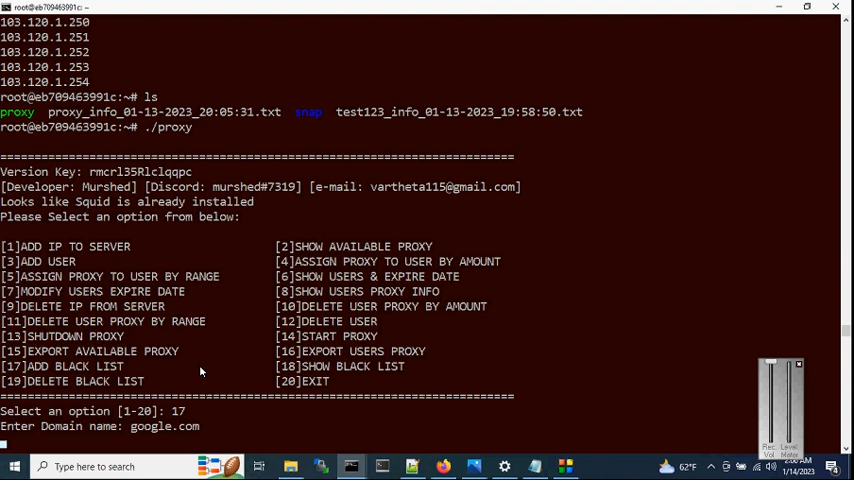 root@eb709463991c: ~
103.120.1.250
103.120.1.251
103.120.1.252
103.120.1.253
103.120.1.254
root@eb709463991c:~# ls
proxy proxy_info_01-13-2023_20:05:31.txt snap test123_info_01-13-2023_19:58:50.txt
root@eb709463991c:~# ./proxy
======================================================================
Version Key: rmcrl35Rlclqqpc
[Developer: Murshed] [Discord: murshed#7319] [e-mail: vartheta115@gmail.com]
Looks like Squid is already installed
Please Select an option from below:
[1]ADD IP TO SERVER [2]SHOW AVAILABLE PROXY
[3]ADD USER [4]ASSIGN PROXY TO USER BY AMOUNT
[5]ASSIGN PROXY TO USER BY RANGE [6]SHOW USERS & EXPIRE DATE
[7]MODIFY USERS EXPIRE DATE [8]SHOW USERS PROXY INFO
[9]DELETE IP FROM SERVER [10]DELETE USER PROXY BY AMOUNT
[11]DELETE USER PROXY BY RANGE [12]DELETE USER
[13]SHUTDOWN PROXY [14]START PROXY
[15]EXPORT AVAILABLE PROXY [16]EXPORT USERS PROXY
[17]ADD BLACK LIST [18]SHOW BLACK LIST
[19]DELETE BLACK LIST [20]EXIT
======================================================================
Select an option [1-20]: 17
Enter Domain name: google.com
Rec. Level
Vol Meter
Type here to search
62°F
1/14/2023
4